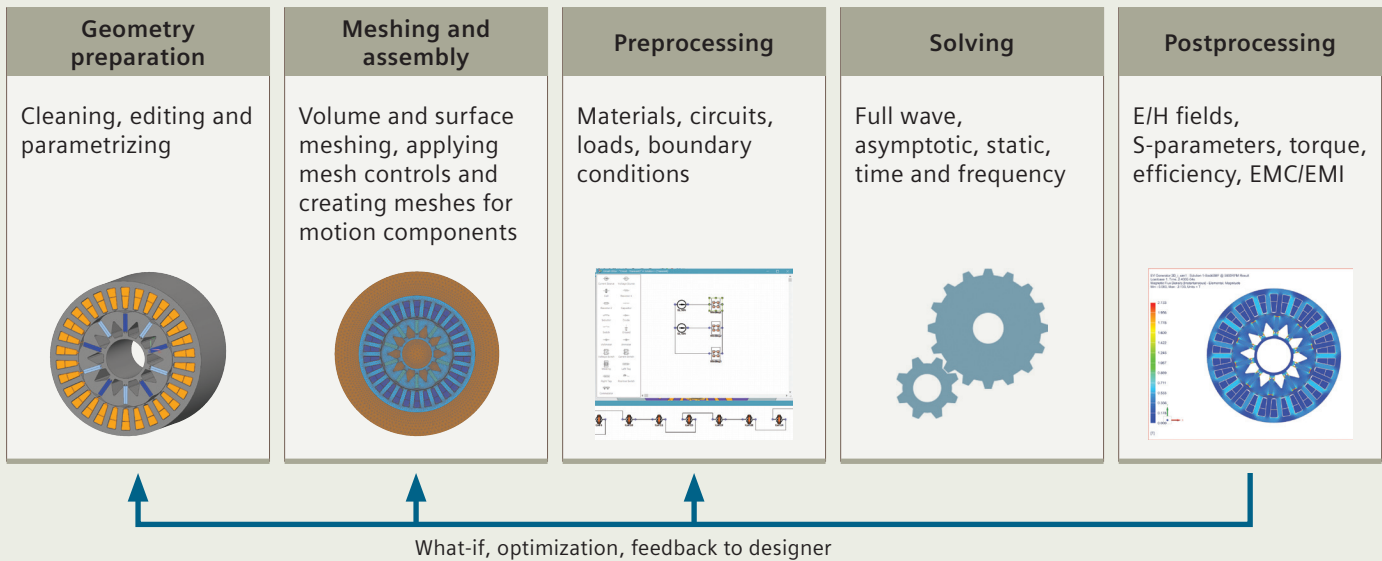 Geometry
preparation
Cleaning, editing and
parametrizing
Meshing and
assembly
Volume and surface
meshing, applying
mesh controls and
creating meshes for
motion components
Preprocessing
Materials, circuits,
loads, boundary
conditions
Solving
Full wave,
asymptotic, static,
time and frequency
Postprocessing
E/H fields,
S-parameters, torque,
efficiency, EMC/EMI
What-if, optimization, feedback to designer